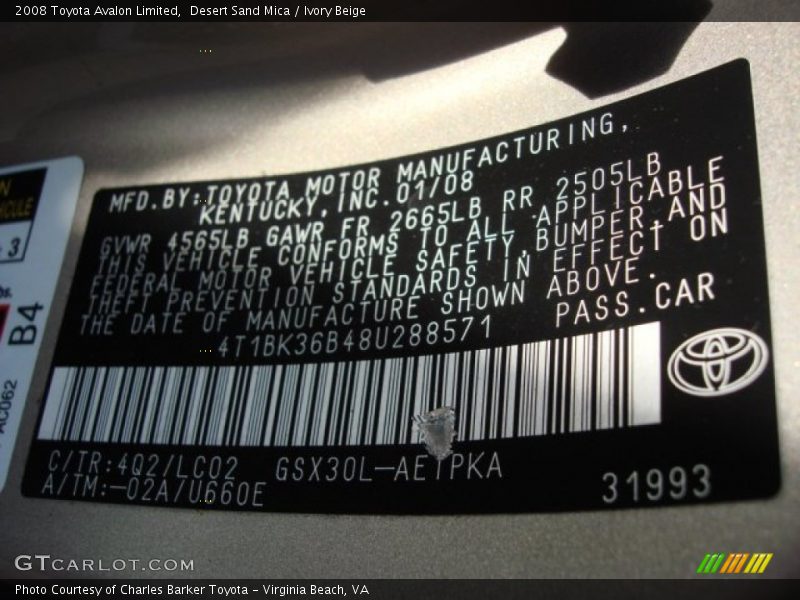 2008 Toyota Avalon Limited,  Desert Sand Mica / Ivory Beige
MFD.BY:TOYOTA MOTOR MANUFACTURING,
KENTUCKY,INC.01/08
GVWR 4565LB GAWR FR 2665LB RR 2505LB
THIS VEHICLE CONFORMS TO ALL APPLICABLE
FEDERAL MOTOR VEHICLE SAFETY,BUMPER,AND
THEFT PREVENTION STANDARDS IN EFFECT ON
THE DATE OF MANUFACTURE SHOWN ABOVE.
4T1BK36B48U288571
PASS.CAR
C/TR:4Q2/LC02 GSX30L-AETPKA
A/TM:-02A/U660E
31993
3
B4
AC062
GTCARLOT.COM
Photo Courtesy of Charles Barker Toyota - Virginia Beach, VA